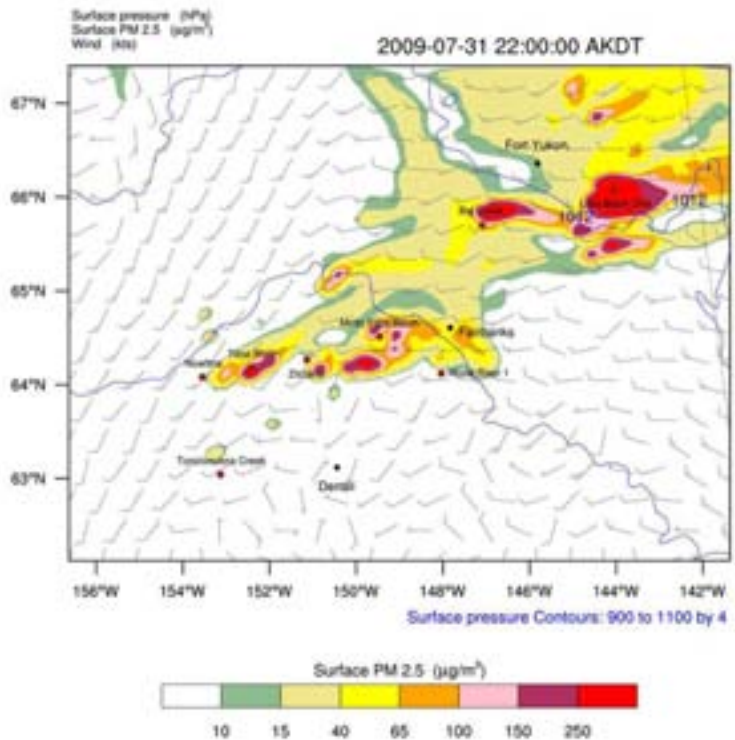 Surface pressure (hPa)
Surface PM 2.5 (µg/m³)
Wind (kts)
2009-07-31 22:00:00 AKDT
67°N
Fort Yukon
66°N
1012
65°N
Fairbanks
64°N
63°N
Denali
156°W 154°W 152°W 150°W 148°W 146°W 144°W 142°W
Surface pressure Contours: 900 to 1100 by 4
Surface PM 2.5 (µg/m³)
10 15 40 65 100 150 250